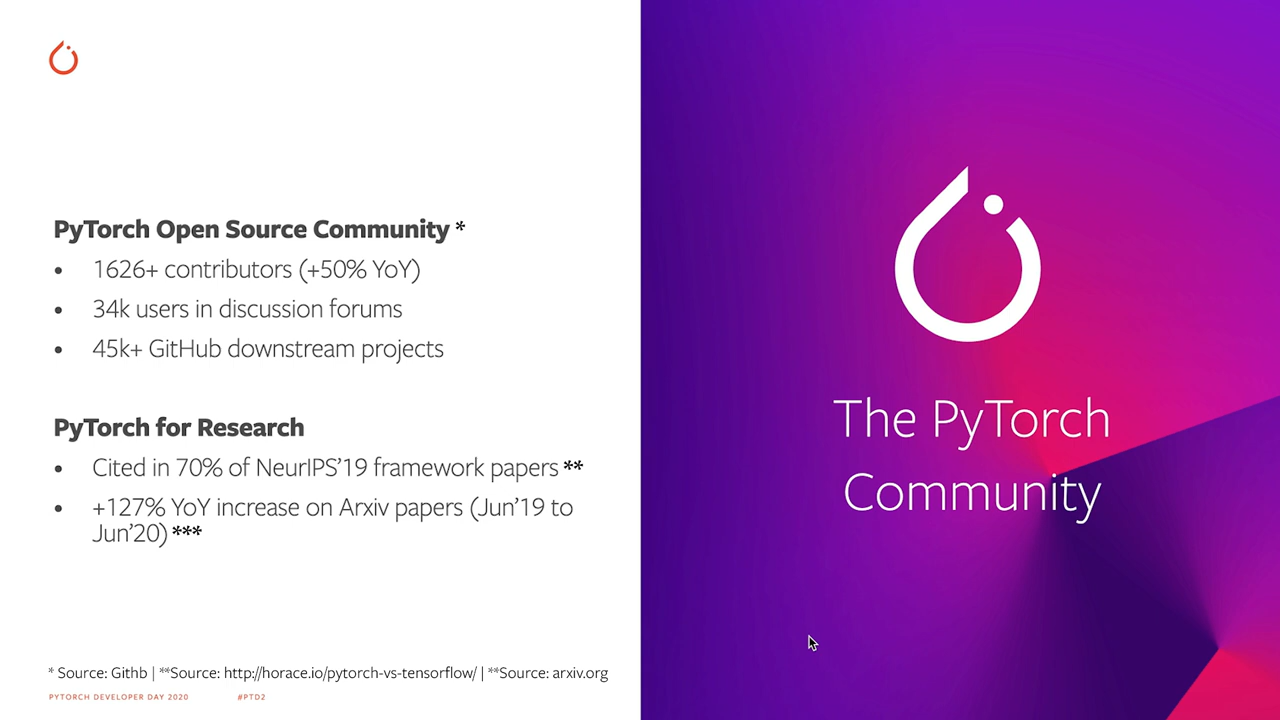 PyTorch Open Source Community *
• 1626+ contributors (+50% YoY)
• 34k users in discussion forums
• 45k+ GitHub downstream projects
PyTorch for Research
• Cited in 70% of NeurIPS’19 framework papers **
• +127% YoY increase on Arxiv papers (Jun’19 to
Jun’20) ***
* Source: Githb | **Source: http://horace.io/pytorch-vs-tensorflow/ | **Source: arxiv.org
PYTORCH DEVELOPER DAY 2020 #PTD2
The PyTorch
Community